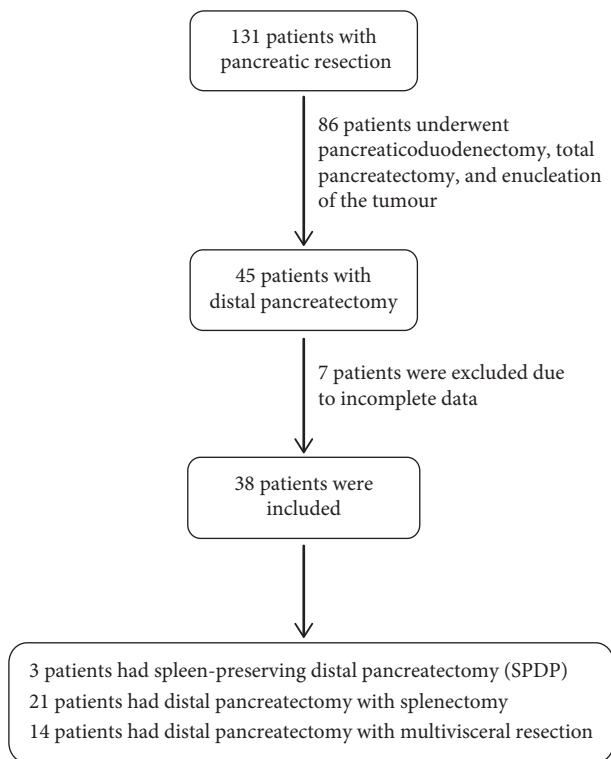 131 patients with
pancreatic resection
86 patients underwent
pancreaticoduodenectomy, total
pancreatectomy, and enucleation
of the tumour
45 patients with
distal pancreatectomy
7 patients were excluded due
to incomplete data
38 patients were
included
3 patients had spleen-preserving distal pancreatectomy (SPDP)
21 patients had distal pancreatectomy with splenectomy
14 patients had distal pancreatectomy with multivisceral resection